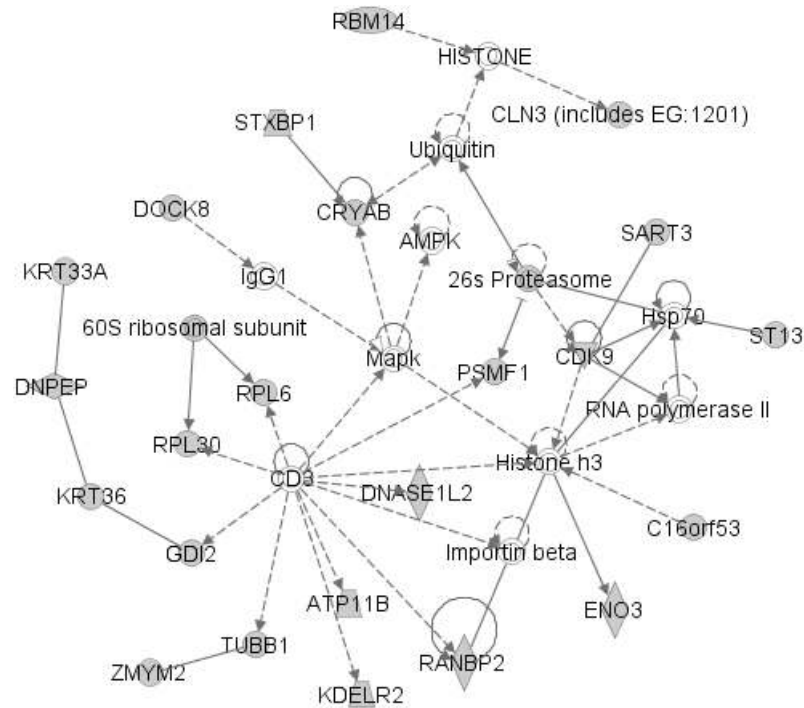 RBM14
HISTONE
CLN3 (includes EG:1201)
STXBP1
Ubiquitin
DOCK8
CRYAB
AMPK
SART3
KRT33A
IgG1
26s Proteasome
60S ribosomal subunit
Hsp70
Mapk
CDK9
ST13
DNPEP
RPL6
PSMF1
RNA polymerase II
RPL30
CD3
Histone h3
KRT36
DNASE1L2
C16orf53
GDI2
Importin beta
ATP11B
ENO3
TUBB1
RANBP2
ZMYM2
KDELR2